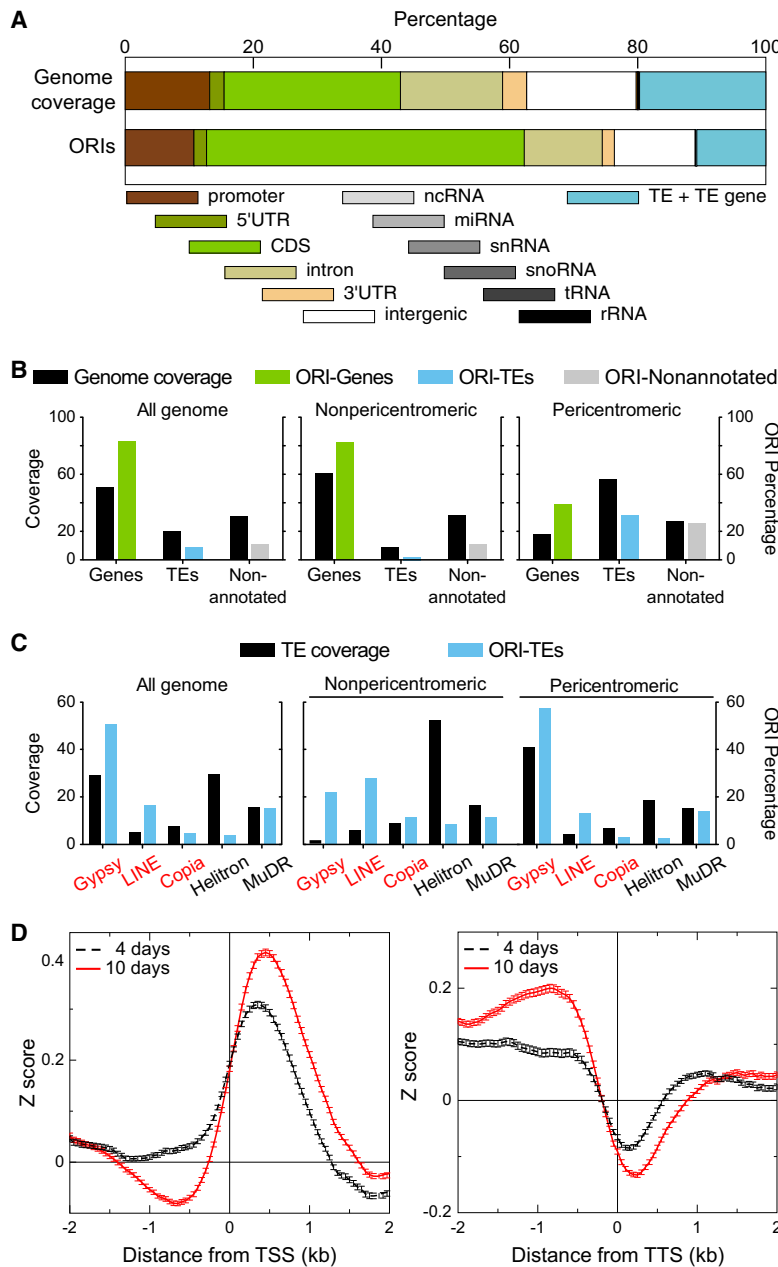 A
Percentage
0 20 40 60 80 100
Genome
coverage
ORIs
promoter ncRNA TE + TE gene
5'UTR miRNA
CDS snRNA
intron snoRNA
3'UTR tRNA
intergenic rRNA
B
Genome coverage ORI-Genes ORI-TEs ORI-Nonannotated
All genome Nonpericentromeric Pericentromeric
Coverage
100
60
20
0
100
60
20
0
ORI Percentage
Genes TEs Non-
annotated
Genes TEs Non-
annotated
Genes TEs Non-
annotated
C
TE coverage ORI-TEs
All genome Nonpericentromeric Pericentromeric
Coverage
60
40
20
0
60
40
20
0
ORI Percentage
Gypsy LINE Copia Helitron MuDR
Gypsy LINE Copia Helitron MuDR
Gypsy LINE Copia Helitron MuDR
D
4 days
10 days
Z score
0.4
0.2
0
-2 -1 0 1 2
Distance from TSS (kb)
4 days
10 days
Z score
0.2
0
-0.2
-2 -1 0 1 2
Distance from TTS (kb)